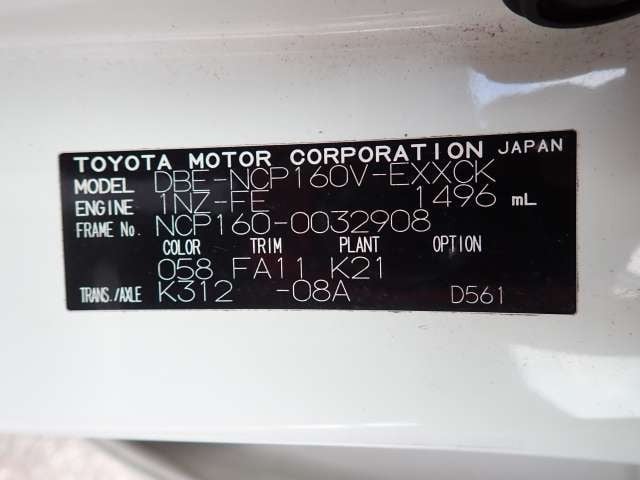 TOYOTA MOTOR CORPORATION JAPAN
MODEL DBE-NCP160V-EXXCK
ENGINE 1NZ-FE 1496 mL
FRAME No. NCP160-0032908
COLOR TRIM PLANT OPTION
058 FA11 K21
TRANS./AXLE K312 -08A D561